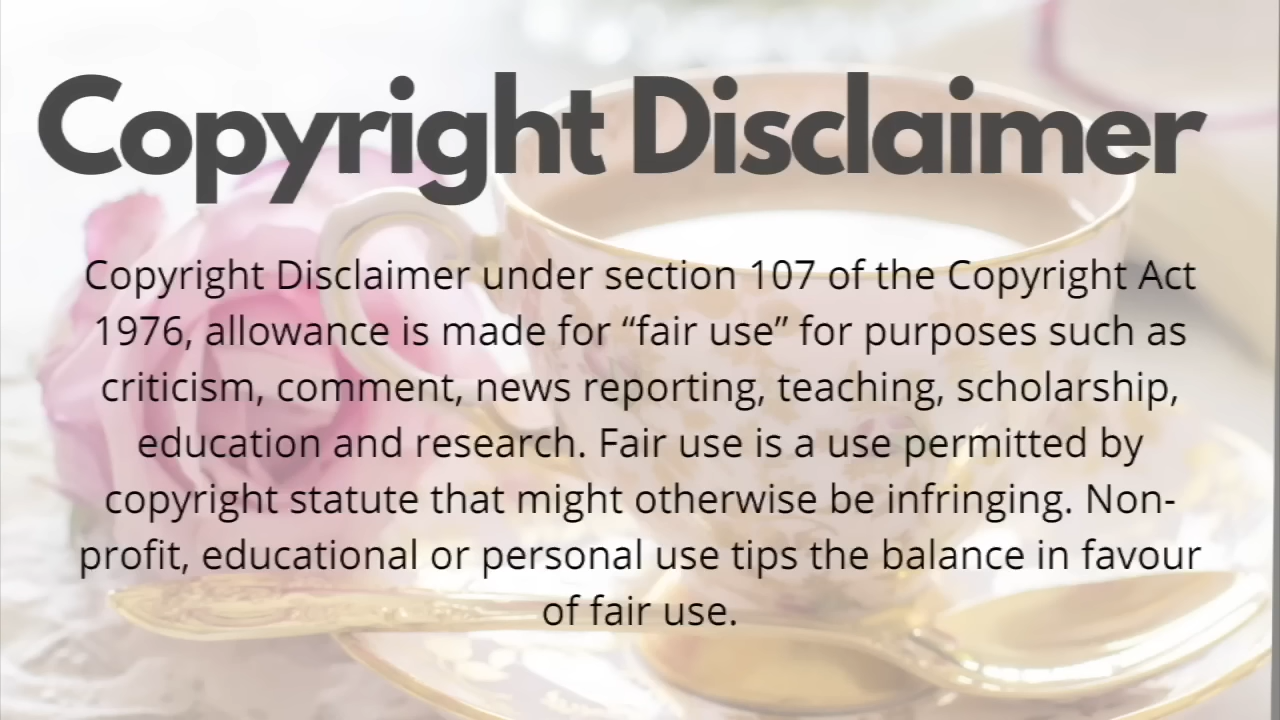 Copyright Disclaimer
Copyright Disclaimer under section 107 of the Copyright Act
1976, allowance is made for “fair use” for purposes such as
criticism, comment, news reporting, teaching, scholarship,
education and research. Fair use is a use permitted by
copyright statute that might otherwise be infringing. Non-
profit, educational or personal use tips the balance in favour
of fair use.